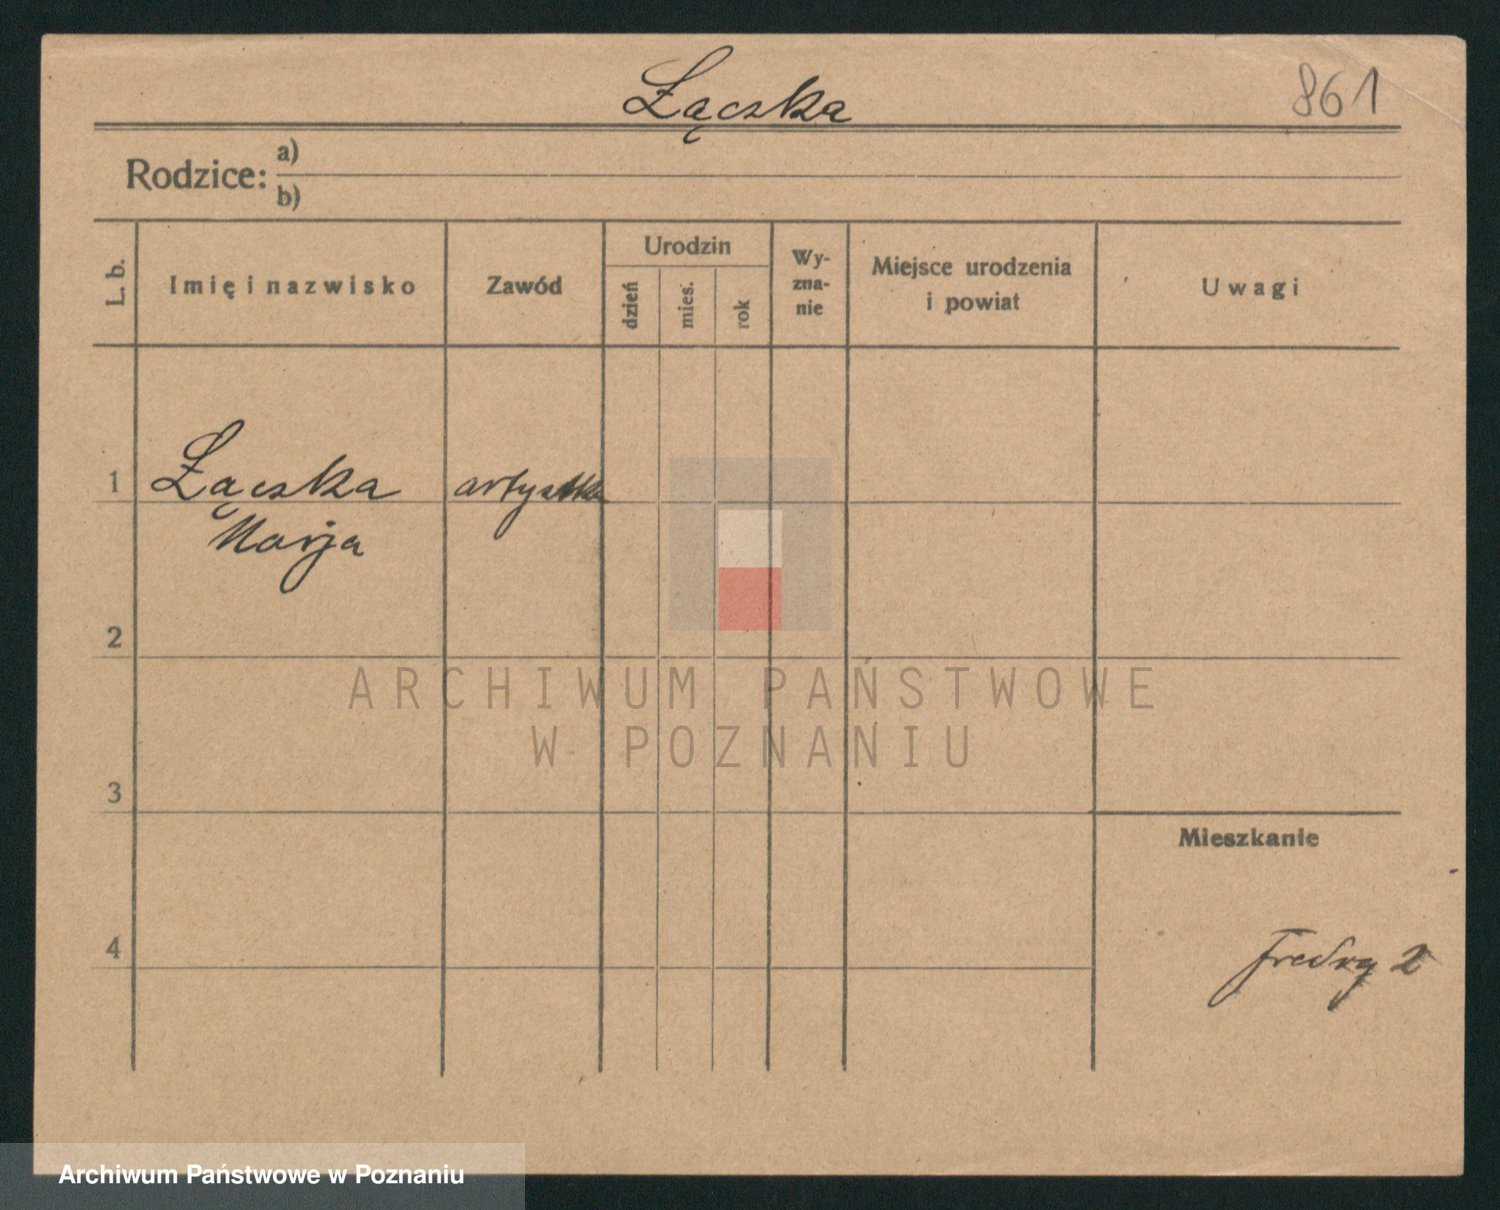 Łączka
861
Rodzice: a)
b)
L. b.
Imię i nazwisko
Zawód
Urodzin
dzień
mies.
rok
Wy-
zna-
nie
Miejsce urodzenia
i powiat
Uwagi
1
Łączka
artystka
Marja
2
ARCHIWUM PAŃSTWOWE
W POZNANIU
3
Mieszkanie
4
Fredry 2
Archiwum Państwowe w Poznaniu